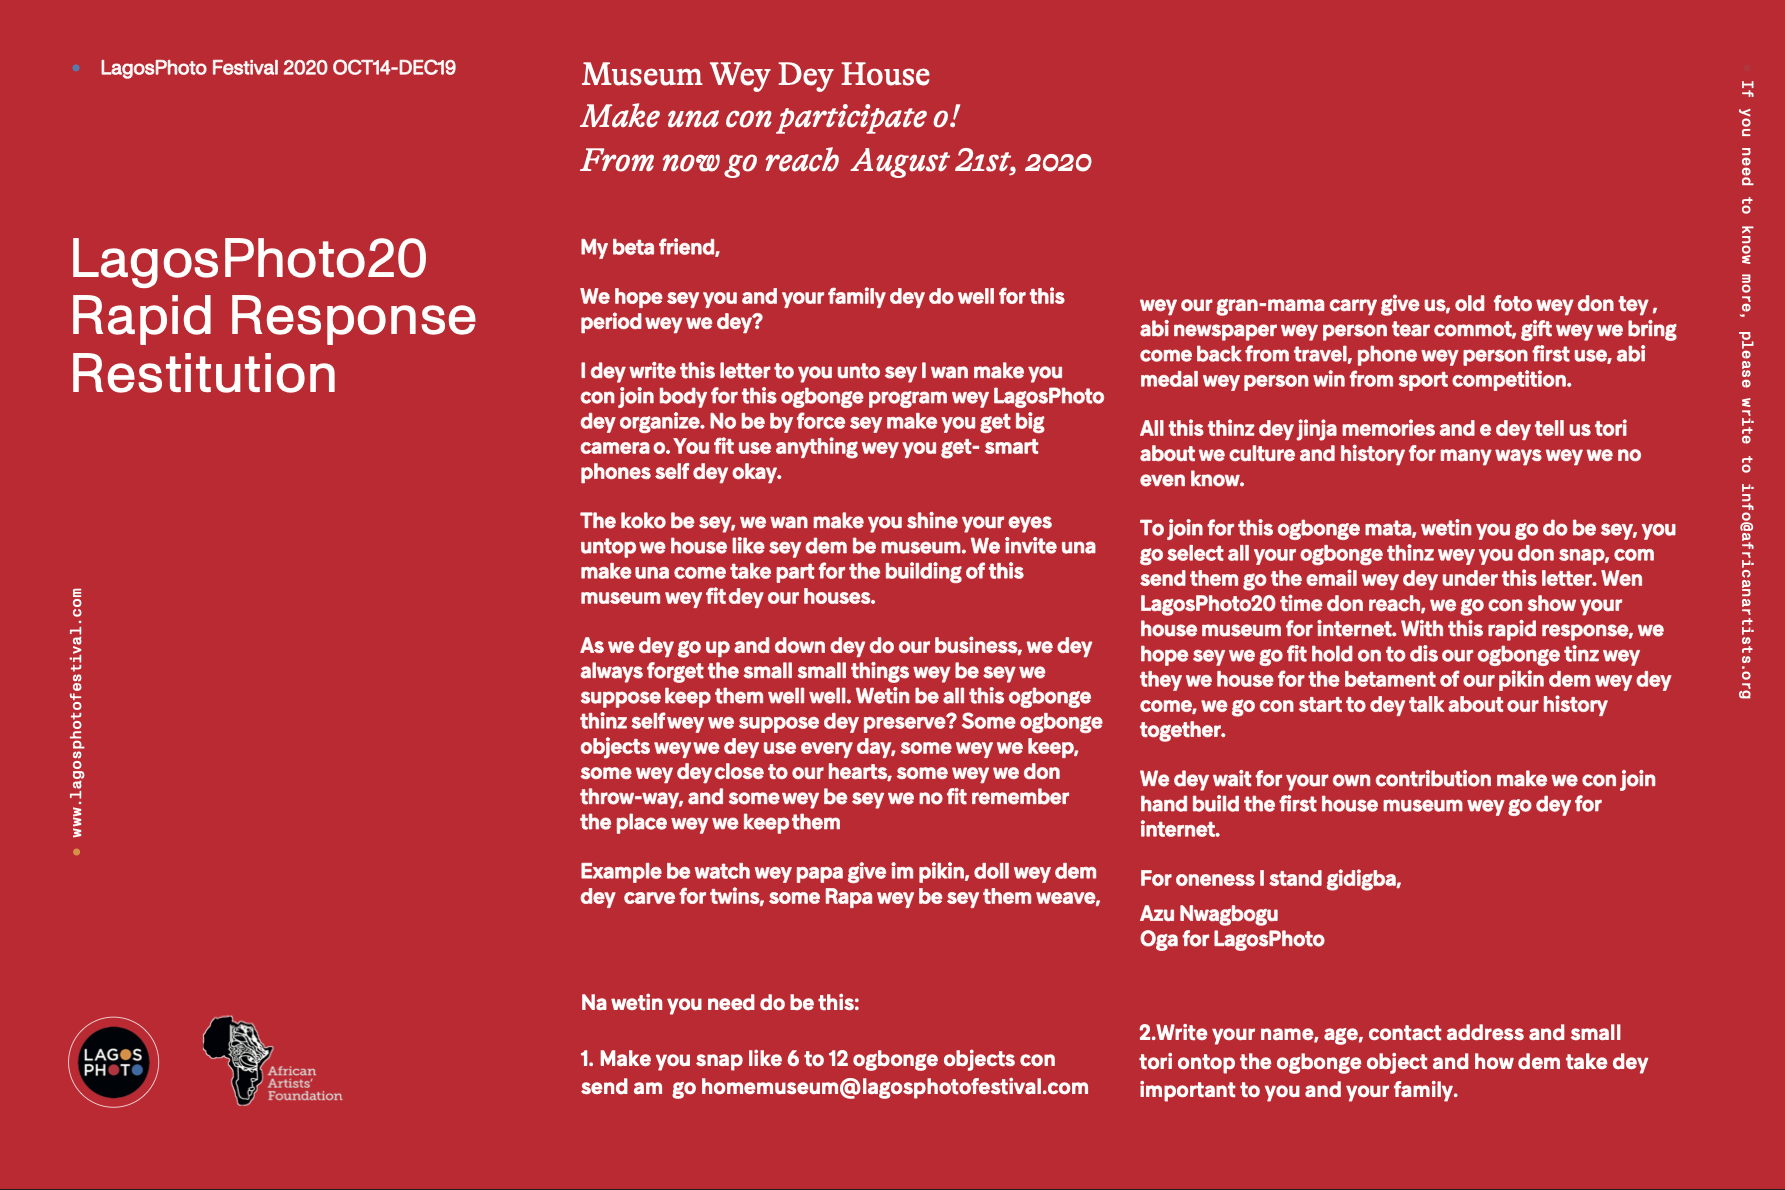 LagosPhoto Festival 2020 OCT14-DEC19
LagosPhoto20
Rapid Response
Restitution
www.lagosphotofestival.com
LAGOS
PHOTO
African
Artists'
Foundation
Museum Wey Dey House
Make una con participate o!
From now go reach August 21st, 2020
My beta friend,
We hope sey you and your family dey do well for this
period wey we dey?
I dey write this letter to you unto sey I wan make you
con join body for this ogbonge program wey LagosPhoto
dey organize. No be by force sey make you get big
camera o. You fit use anything wey you get- smart
phones self dey okay.
The koko be sey, we wan make you shine your eyes
untop we house like sey dem be museum. We invite una
make una come take part for the building of this
museum wey fit dey our houses.
As we dey go up and down dey do our business, we dey
always forget the small small things wey be sey we
suppose keep them well well. Wetin be all this ogbonge
thinz self wey we suppose dey preserve? Some ogbonge
objects wey we dey use every day, some wey we keep,
some wey dey close to our hearts, some wey we don
throw-way, and some wey be sey we no fit remember
the place wey we keep them
Example be watch wey papa give im pikin, doll wey dem
dey carve for twins, some Rapa wey be sey them weave,
wey our gran-mama carry give us, old foto wey don tey ,
abi newspaper wey person tear commot, gift wey we bring
come back from travel, phone wey person first use, abi
medal wey person win from sport competition.
All this thinz dey jinja memories and e dey tell us tori
about we culture and history for many ways wey we no
even know.
To join for this ogbonge mata, wetin you go do be sey, you
go select all your ogbonge thinz wey you don snap, com
send them go the email wey dey under this letter. Wen
LagosPhoto20 time don reach, we go con show your
house museum for internet. With this rapid response, we
hope sey we go fit hold on to dis our ogbonge tinz wey
they we house for the betament of our pikin dem wey dey
come, we go con start to dey talk about our history
together.
We dey wait for your own contribution make we con join
hand build the first house museum wey go dey for
internet.
For oneness I stand gidigba,
Azu Nwagbogu
Oga for LagosPhoto
Na wetin you need do be this:
1. Make you snap like 6 to 12 ogbonge objects con
send am go homemuseum@lagosphotofestival.com
2.Write your name, age, contact address and small
tori ontop the ogbonge object and how dem take dey
important to you and your family.
If you need to know more, please write to info@africanartists.org